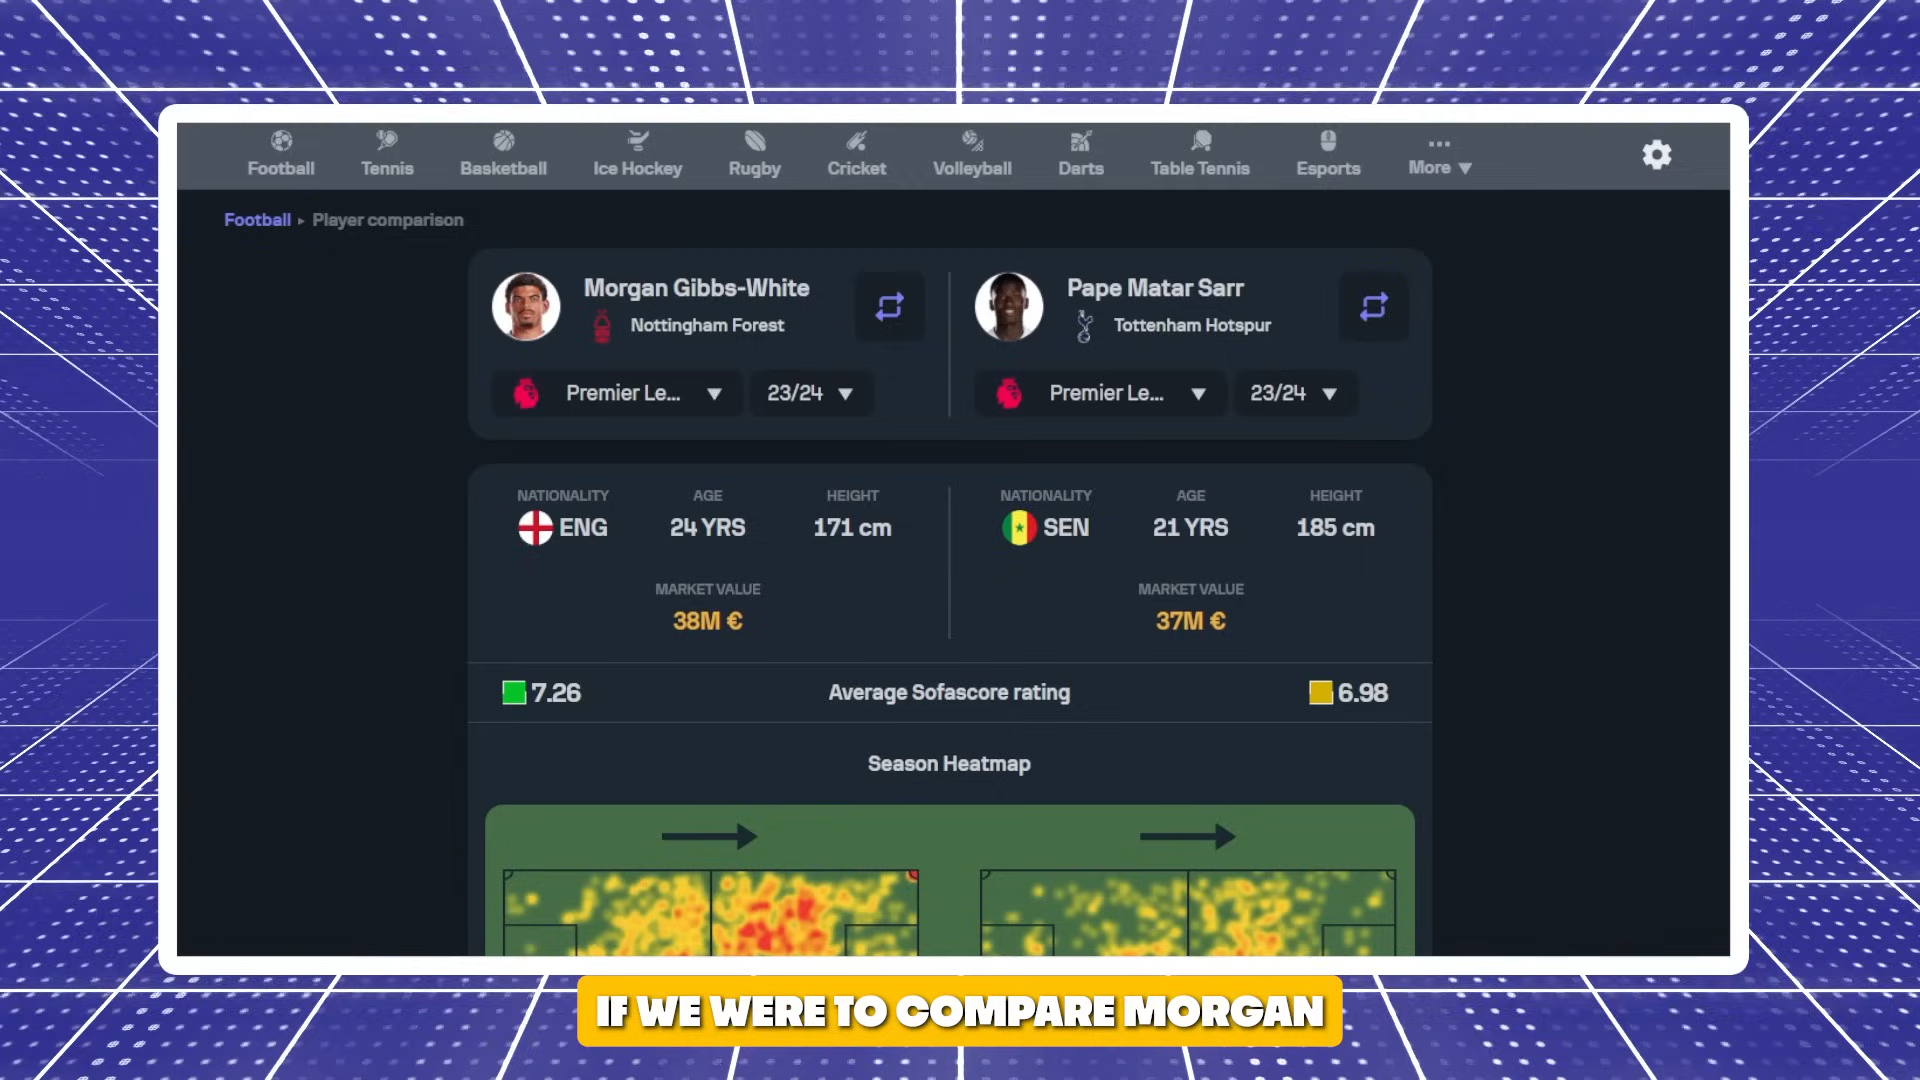 Football Tennis Basketball Ice Hockey Rugby Cricket Volleyball Darts Table Tennis Esports More ▼
Football ▸ Player comparison
Morgan Gibbs-White
Nottingham Forest
Premier Le... ▼ 23/24 ▼
Pape Matar Sarr
Tottenham Hotspur
Premier Le... ▼ 23/24 ▼
NATIONALITY AGE HEIGHT
ENG 24 YRS 171 cm
MARKET VALUE
38M €
NATIONALITY AGE HEIGHT
SEN 21 YRS 185 cm
MARKET VALUE
37M €
7.26 Average Sofascore rating 6.98
Season Heatmap
IF WE WERE TO COMPARE MORGAN